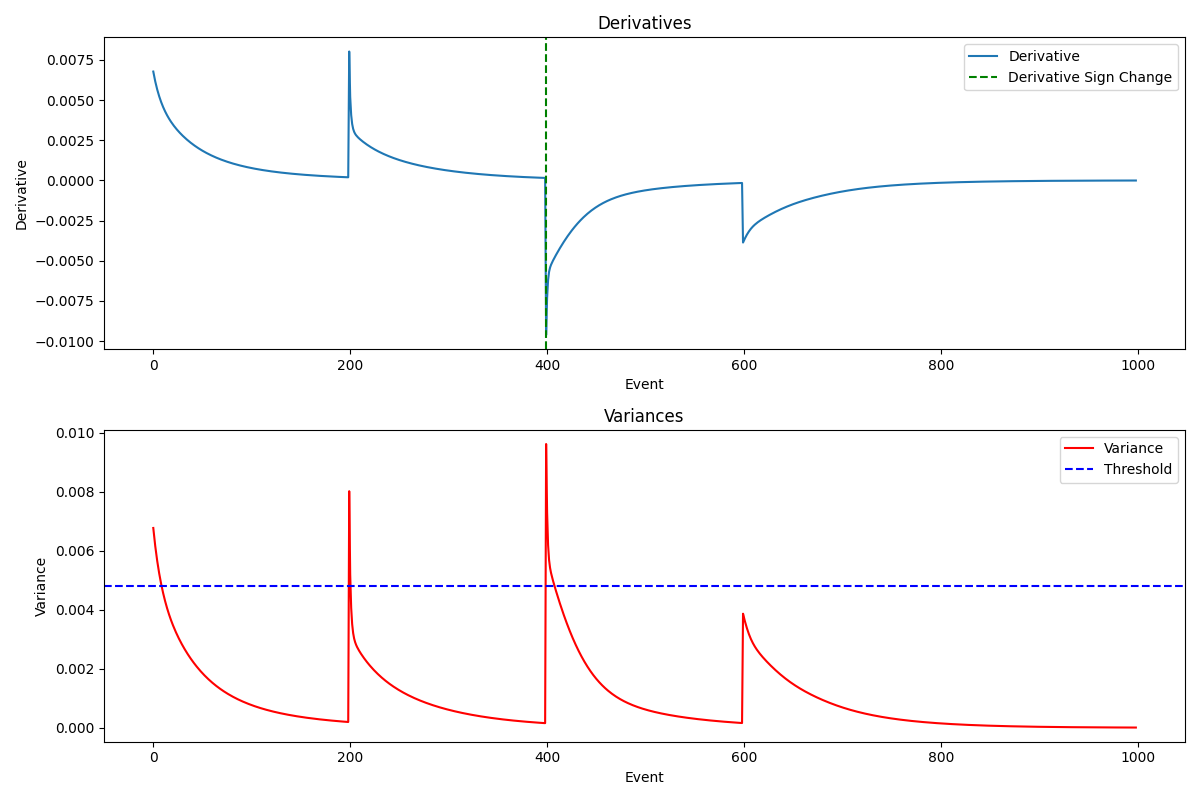 Derivatives
Derivative
Derivative Sign Change
0.0075
0.0050
0.0025
0.0000
−0.0025
−0.0050
−0.0075
−0.0100
Derivative
0 200 400 600 800 1000
Event
Variances
Variance
Threshold
0.010
0.008
0.006
0.004
0.002
0.000
Variance
0 200 400 600 800 1000
Event